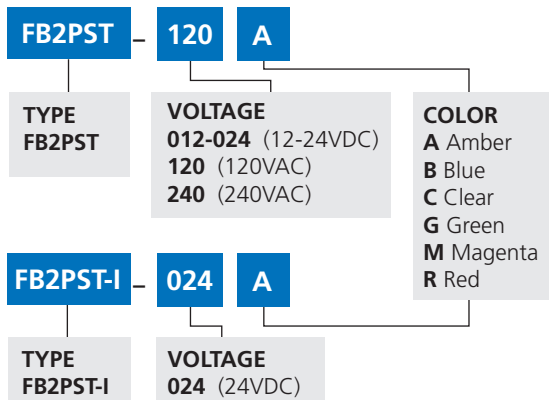 FB2PST – 120 A
TYPE
FB2PST
VOLTAGE
012-024 (12-24VDC)
120 (120VAC)
240 (240VAC)
COLOR
A Amber
B Blue
C Clear
G Green
M Magenta
R Red
FB2PST-I – 024 A
TYPE
FB2PST-I
VOLTAGE
024 (24VDC)